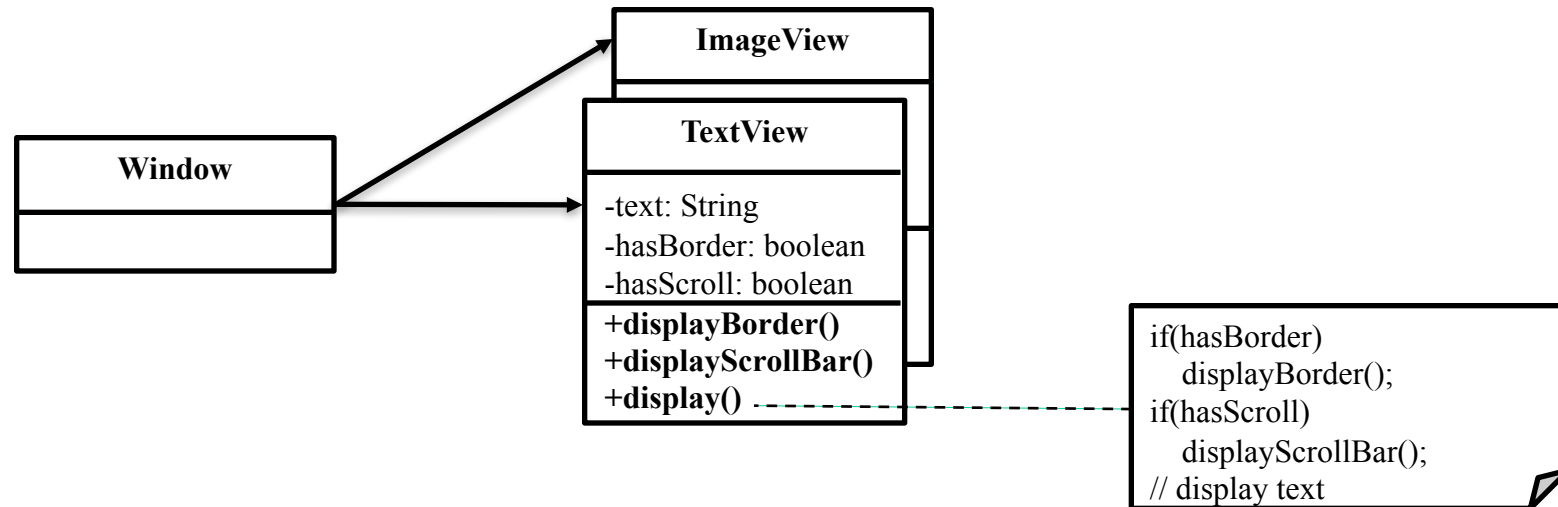 ImageView
TextView
Window
-text: String
-hasBorder: boolean
-hasScroll: boolean
+displayBorder()
+displayScrollBar()
+display()
if(hasBorder)
displayBorder();
if(hasScroll)
displayScrollBar();
// display text